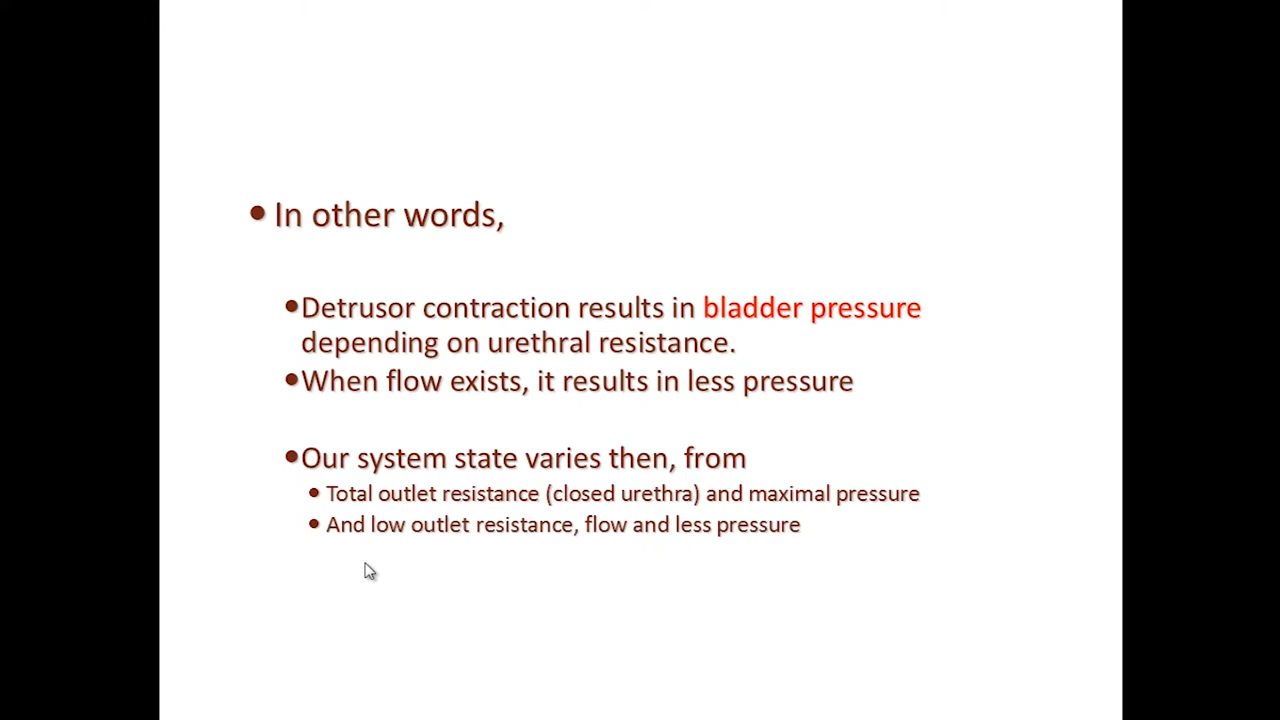 • In other words,
• Detrusor contraction results in bladder pressure
depending on urethral resistance.
• When flow exists, it results in less pressure
• Our system state varies then, from
• Total outlet resistance (closed urethra) and maximal pressure
• And low outlet resistance, flow and less pressure